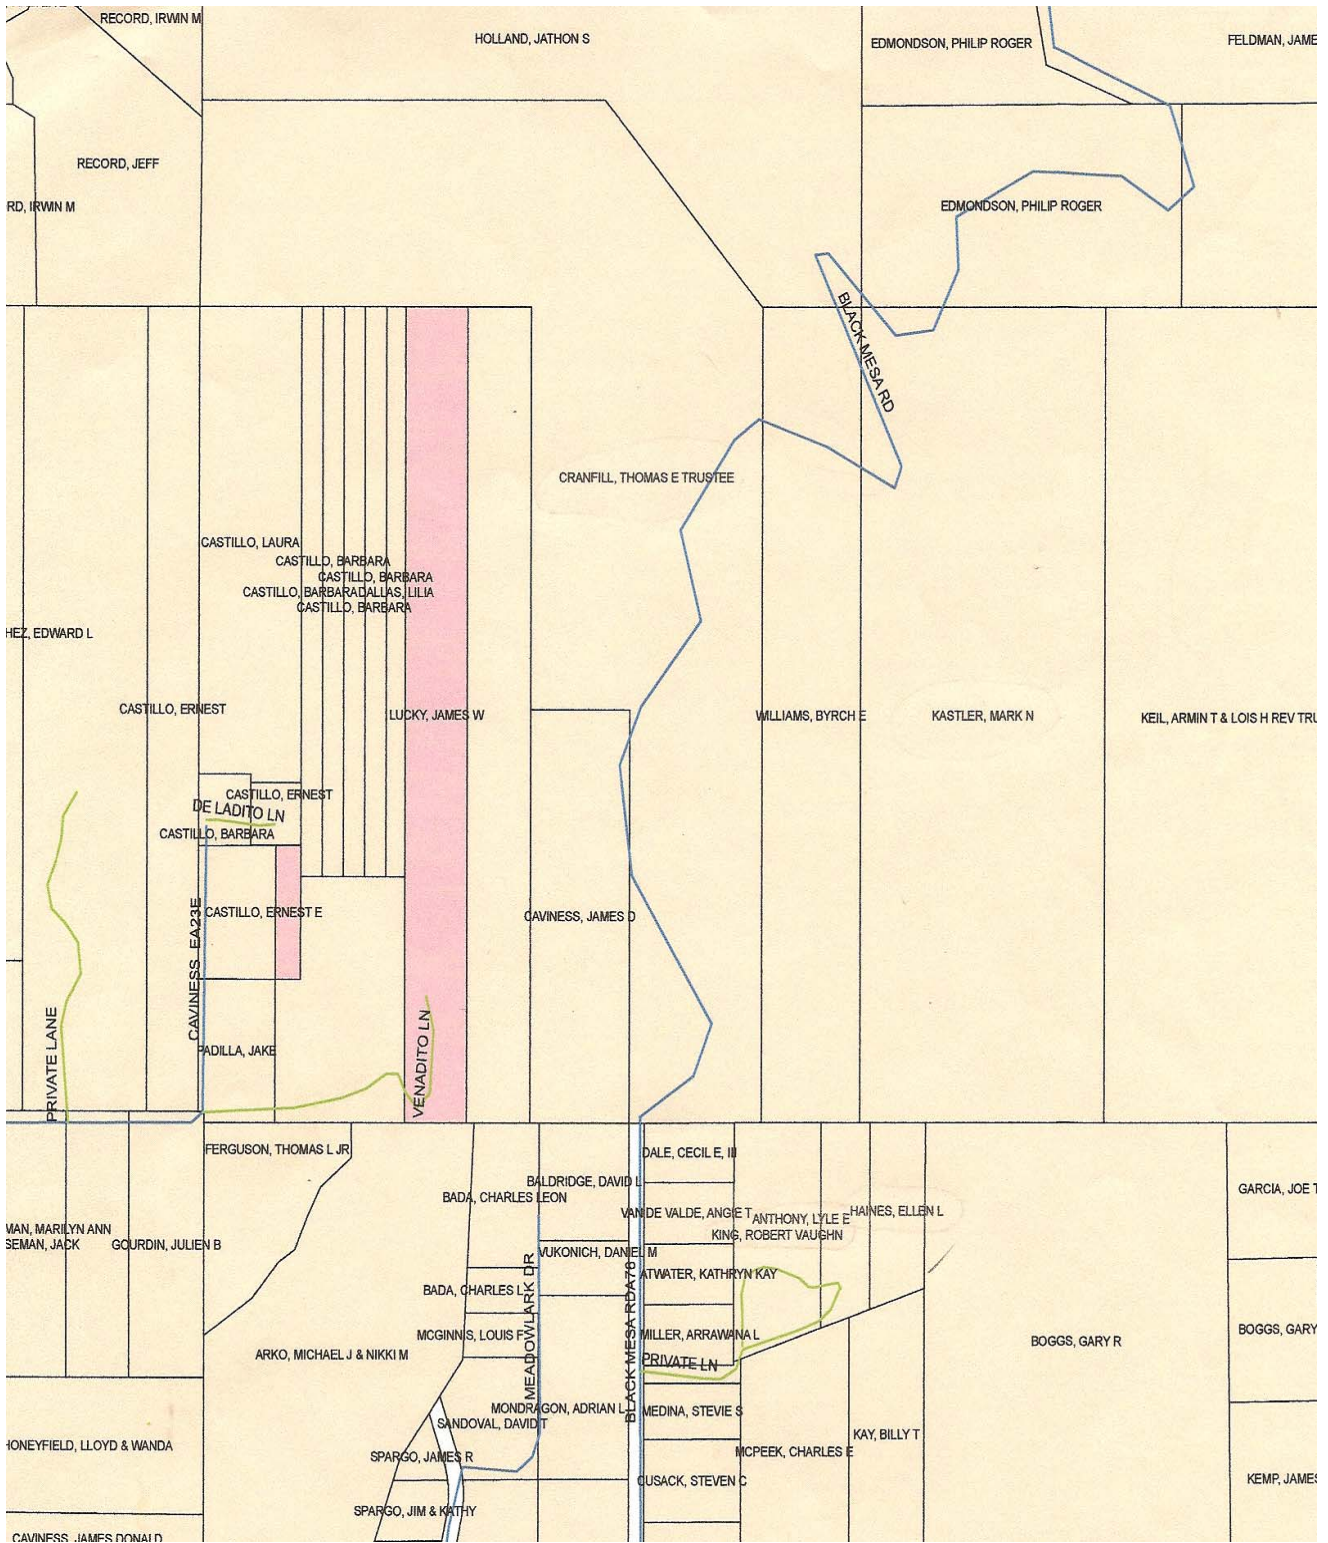 RECORD, IRWIN M
HOLLAND, JATHON S
EDMONDSON, PHILIP ROGER
FELDMAN, JAME
RECORD, JEFF
RD, IRWIN M
EDMONDSON, PHILIP ROGER
BLACK MESA RD
CRANFILL, THOMAS E TRUSTEE
CASTILLO, LAURA
CASTILLO, BARBARA
CASTILLO, BARBARA
CASTILLO, BARBARADALLAS, LILIA
CASTILLO, BARBARA
HEZ, EDWARD L
CASTILLO, ERNEST
LUCKY, JAMES W
WILLIAMS, BYRCH E
KASTLER, MARK N
KEIL, ARMIN T & LOIS H REV TRU
CASTILLO, ERNEST
DE LADITO LN
CASTILLO, BARBARA
CASTILLO, ERNEST E
CAVINESS, JAMES D
CAVINESS EA23E
PRIVATE LANE
PADILLA, JAKE
VENADITO LN
FERGUSON, THOMAS L JR
DALE, CECIL E, III
BALDRIDGE, DAVID L
BADA, CHARLES LEON
GARCIA, JOE T
VAN DE VALDE, ANGIE T
ANTHONY, LYLE E
HAINES, ELLEN L
KING, ROBERT VAUGHN
MAN, MARILYN ANN
SEMAN, JACK
GOURDIN, JULIEN B
VUKONICH, DANIEL M
ATWATER, KATHRYN KAY
BADA, CHARLES L
MEADOWLARK DR
BLACK MESA RDA76
MCGINNIS, LOUIS F
MILLER, ARRAWANA L
BOGGS, GARY R
BOGGS, GARY
ARKO, MICHAEL J & NIKKI M
PRIVATE LN
MONDRAGON, ADRIAN L
MEDINA, STEVIE S
SANDOVAL, DAVID T
KAY, BILLY T
HONEYFIELD, LLOYD & WANDA
MCPEEK, CHARLES E
SPARGO, JAMES R
CUSACK, STEVEN C
KEMP, JAMES
SPARGO, JIM & KATHY
CAVINESS, JAMES DONALD